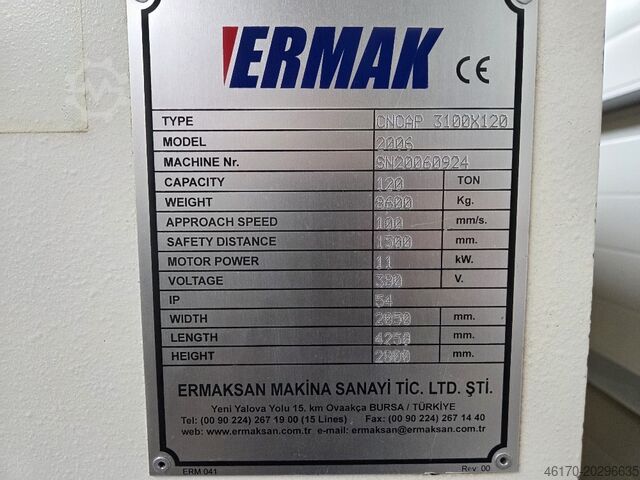 ERMAK CE
TYPE CNCAP 3100X120
MODEL 2006
MACHINE Nr. SN20060924
CAPACITY 120 TON
WEIGHT 9600 Kg.
APPROACH SPEED 100 mm/s.
SAFETY DISTANCE 1500 mm.
MOTOR POWER 11 kW.
VOLTAGE 380 V.
IP 54
WIDTH 2050 mm.
LENGTH 4250 mm.
HEIGHT 2800 mm.
ERMAKSAN MAKİNA SANAYİ TİC. LTD. ŞTİ.
Yeni Yalova Yolu 15. km Ovaakça BURSA / TÜRKİYE
Tel: (00 90 224) 267 19 00 (15 Lines) Fax: (00 90 224) 267 14 40
web: www.ermaksan.com.tr e-mail: ermaksan@ermaksan.com.tr
ERM 041 Rev 00
46170-20296635